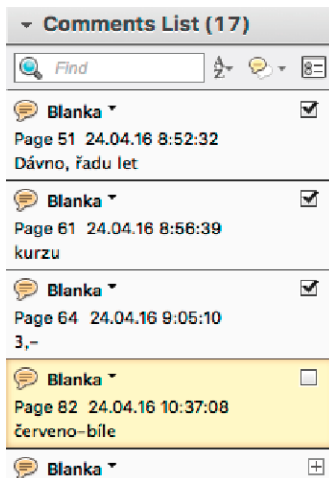 Comments List (17)
Find
Blanka
Page 51 24.04.16 8:52:32
Dávno, řadu let
Blanka
Page 61 24.04.16 8:56:39
kurzu
Blanka
Page 64 24.04.16 9:05:10
3,–
Blanka
Page 82 24.04.16 10:37:08
červeno–bíle
Blanka